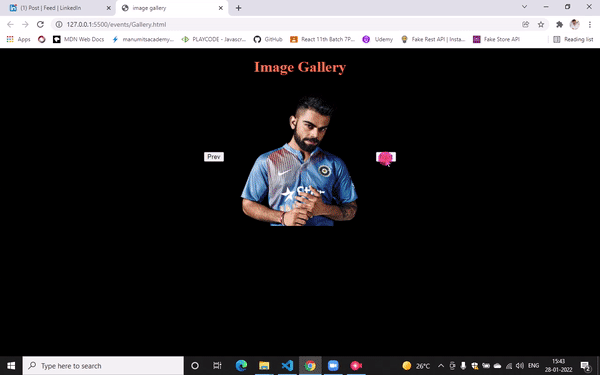 (1) Post | Feed | LinkedIn
image gallery
127.0.0.1:5500/events/Gallery.html
Apps
MDN Web Docs
manumitsacademy...
PLAYCODE - Javascr...
GitHub
React 11th Batch 7P...
Fake Rest API | Insta...
Fake Store API
Reading list
Image Gallery
Prev
Type here to search
26°C
ENG
15:43
28-01-2022